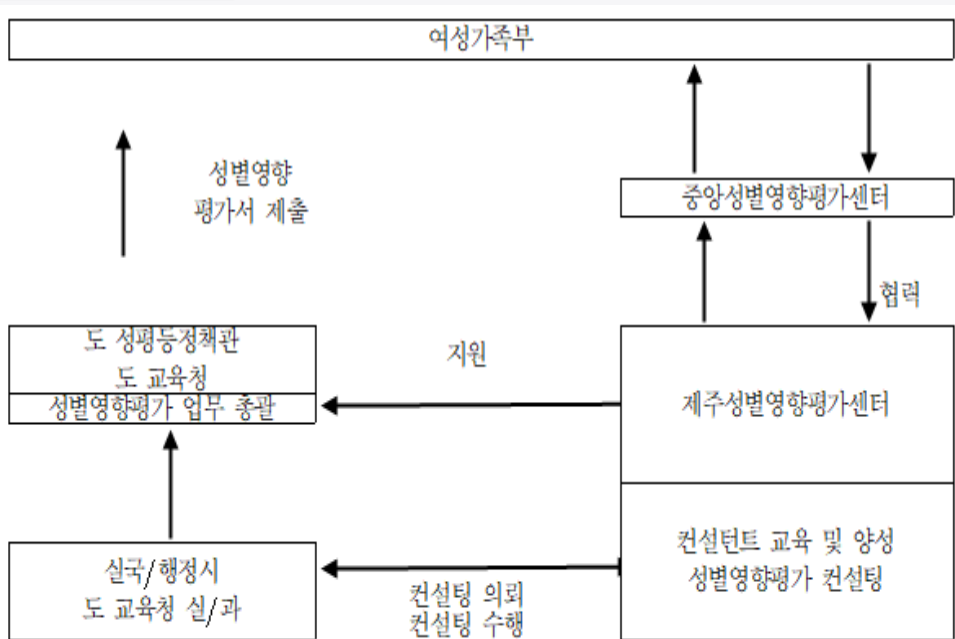 여성가족부
성별영향
평가서 제출
중앙성별영향평가센터
협력
도 성평등정책관
도 교육청
성별영향평가 업무 총괄
지원
제주성별영향평가센터
실국/행정시
도 교육청 실/과
컨설팅 의뢰
컨설팅 수행
컨설턴트 교육 및 양성
성별영향평가 컨설팅